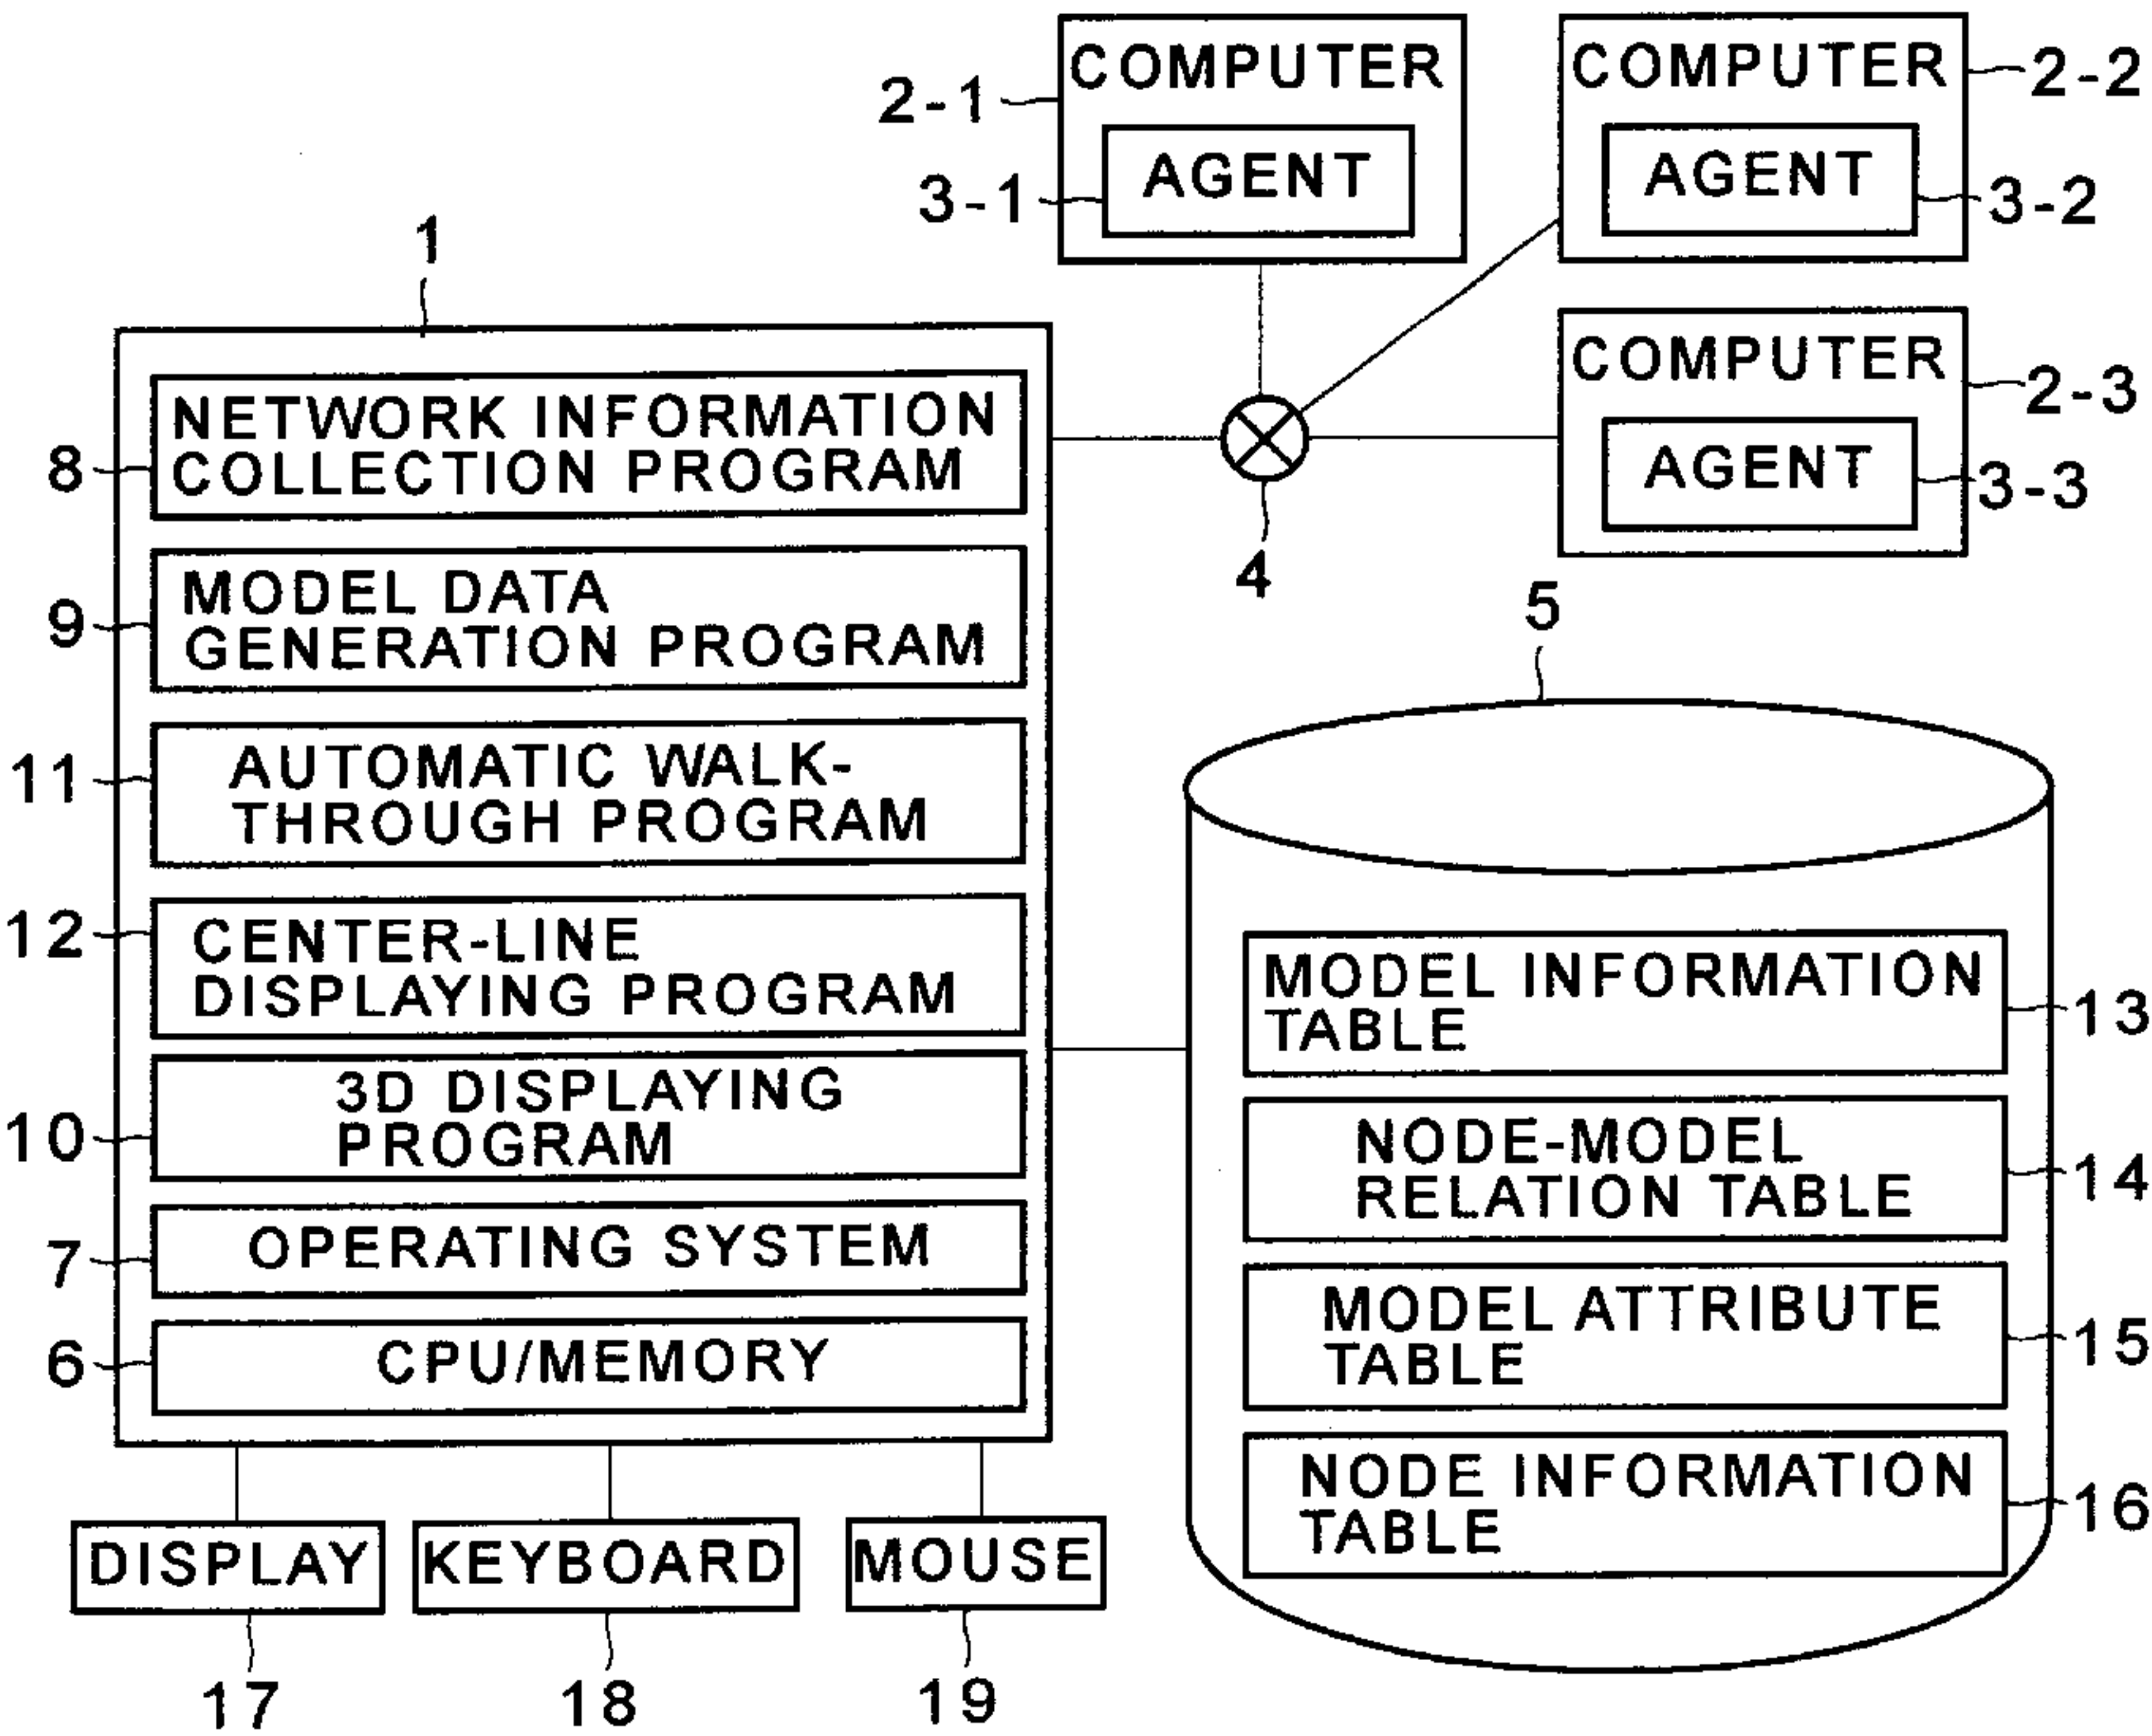 COMPUTER
2-1
AGENT
3-1
COMPUTER
2-2
AGENT
3-2
COMPUTER
2-3
AGENT
3-3
4
1
NETWORK INFORMATION
COLLECTION PROGRAM
8
MODEL DATA
GENERATION PROGRAM
9
AUTOMATIC WALK-
THROUGH PROGRAM
11
CENTER-LINE
DISPLAYING PROGRAM
12
3D DISPLAYING
PROGRAM
10
OPERATING SYSTEM
7
CPU/MEMORY
6
DISPLAY
17
KEYBOARD
18
MOUSE
19
5
MODEL INFORMATION
TABLE
13
NODE-MODEL
RELATION TABLE
14
MODEL ATTRIBUTE
TABLE
15
NODE INFORMATION
TABLE
16